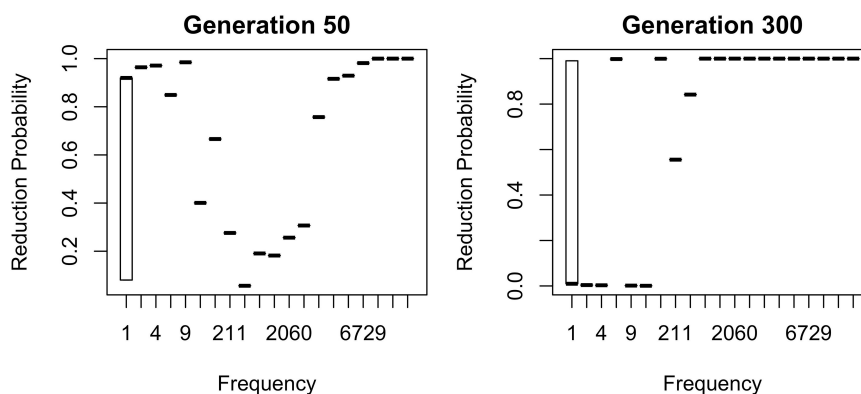 Generation 50
Reduction Probability
1.0
0.8
0.6
0.4
0.2
1 4 9 211 2060 6729
Frequency
Generation 300
Reduction Probability
0.8
0.4
0.0
1 4 9 211 2060 6729
Frequency